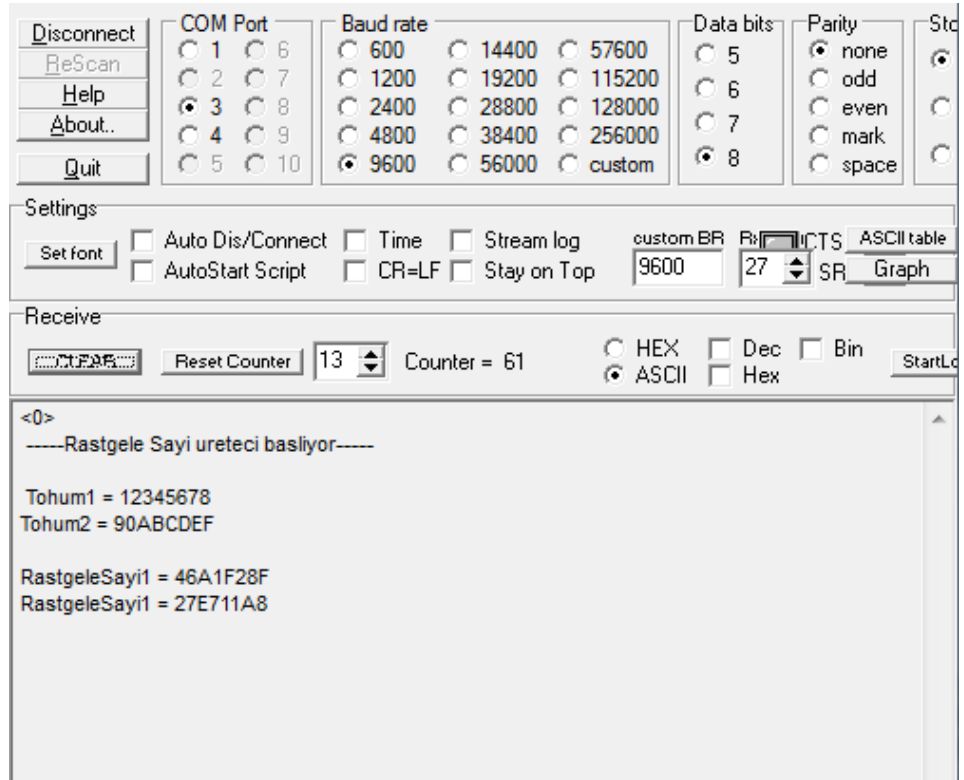 Disconnect
ReScan
Help
About..
Quit
COM Port
1 6
2 7
3 8
4 9
5 10
Baud rate
600 14400 57600
1200 19200 115200
2400 28800 128000
4800 38400 256000
9600 56000 custom
Data bits
5
6
7
8
Parity
none
odd
even
mark
space
Settings
Set font
Auto Dis/Connect Time Stream log
AutoStart Script CR=LF Stay on Top
custom BR
9600
27
CTS
ASCII table
Graph
Receive
CLEAR Reset Counter 13 Counter = 61
HEX Dec Bin
ASCII Hex
<0>
-----Rastgele Sayi ureteci basliyor-----
Tohum1 = 12345678
Tohum2 = 90ABCDEF
RastgeleSayi1 = 46A1F28F
RastgeleSayi1 = 27E711A8